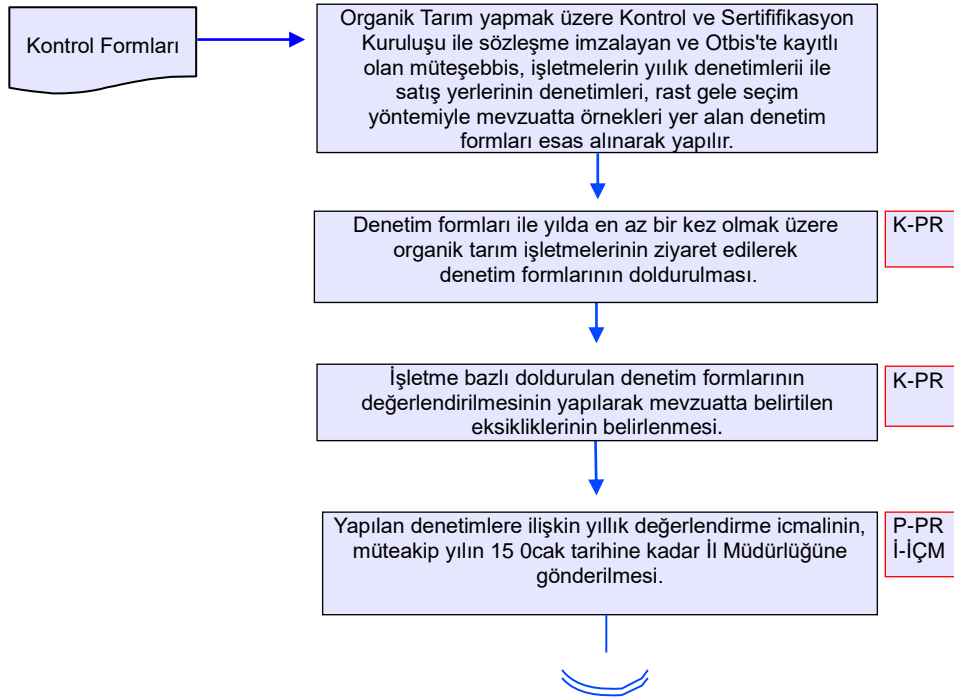 Kontrol Formları
Organik Tarım yapmak üzere Kontrol ve Sertififikasyon
Kuruluşu ile sözleşme imzalayan ve Otbis'te kayıtlı
olan müteşebbis, işletmelerin yıılık denetimlerii ile
satış yerlerinin denetimleri, rast gele seçim
yöntemiyle mevzuatta örnekleri yer alan denetim
formları esas alınarak yapılır.
Denetim formları ile yılda en az bir kez olmak üzere
organik tarım işletmelerinin ziyaret edilerek
denetim formlarının doldurulması.
K-PR
İşletme bazlı doldurulan denetim formlarının
değerlendirilmesinin yapılarak mevzuatta belirtilen
eksikliklerinin belirlenmesi.
K-PR
Yapılan denetimlere ilişkin yıllık değerlendirme icmalinin,
müteakip yılın 15 0cak tarihine kadar İl Müdürlüğüne
gönderilmesi.
P-PR
İ-İÇM